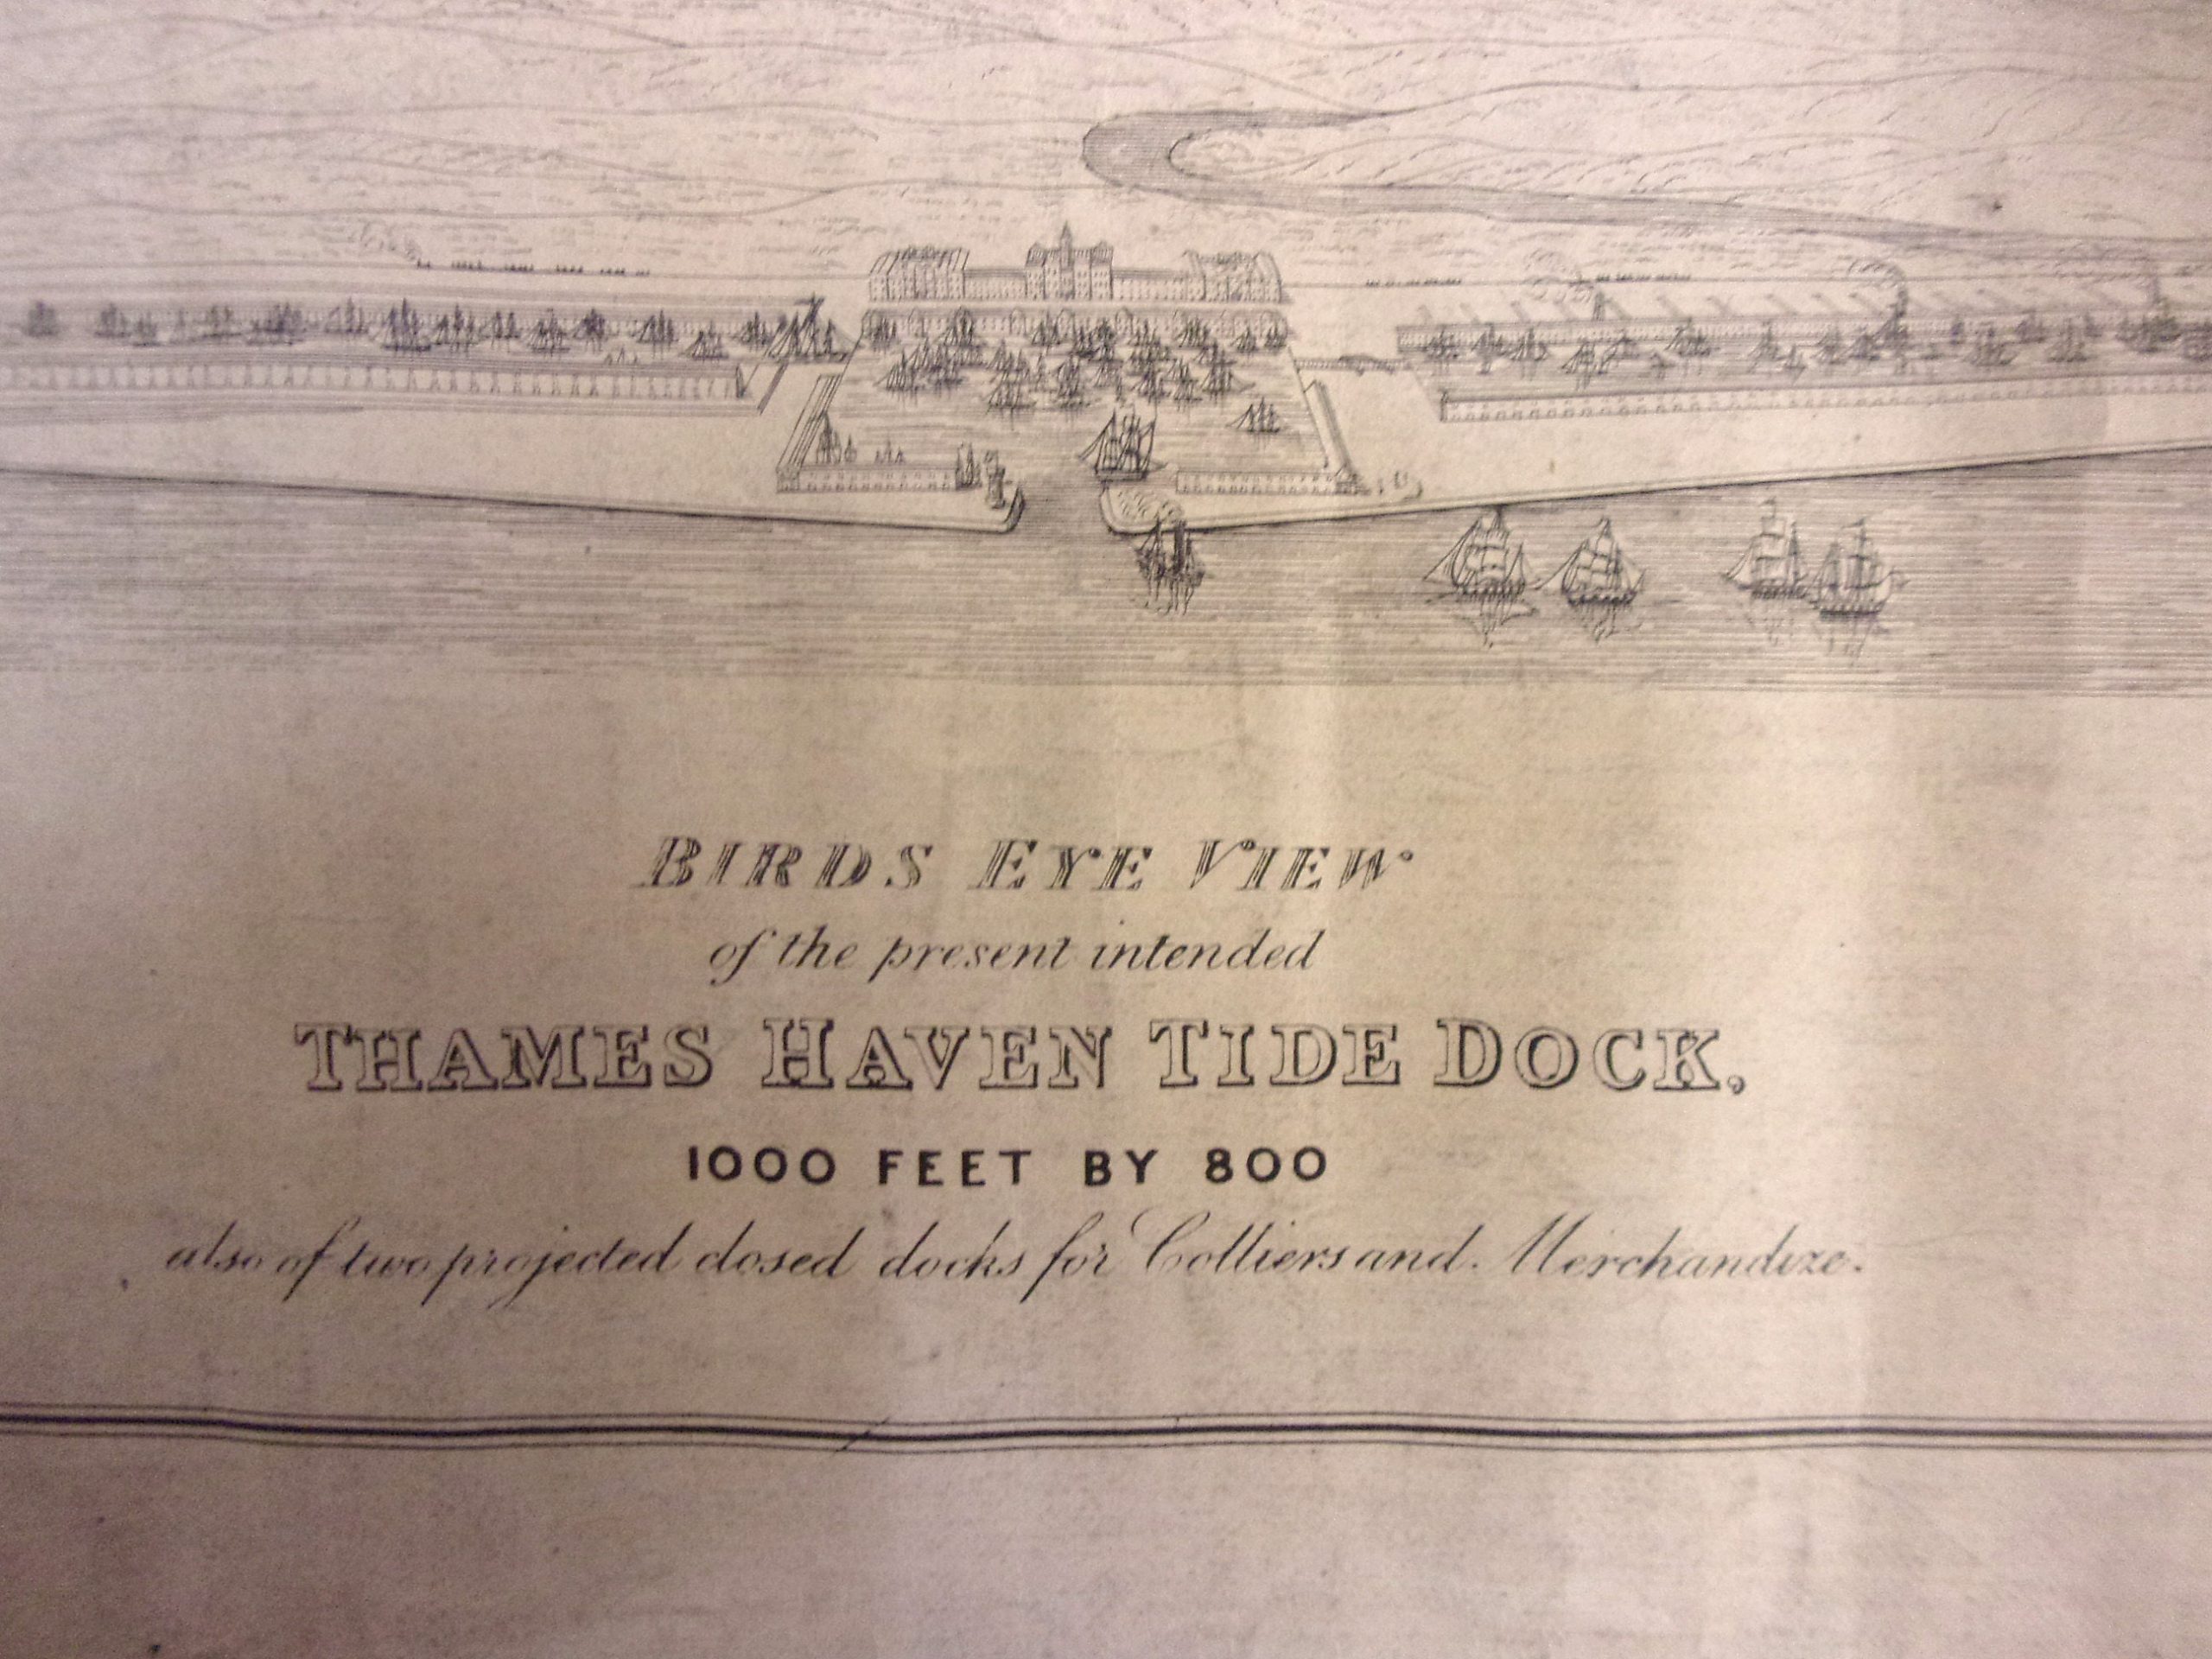 BIRDS EYE VIEW
of the present intended
THAMES HAVEN TIDE DOCK.
1000 FEET BY 800
also of two projected closed docks for Colliers and Merchandize.